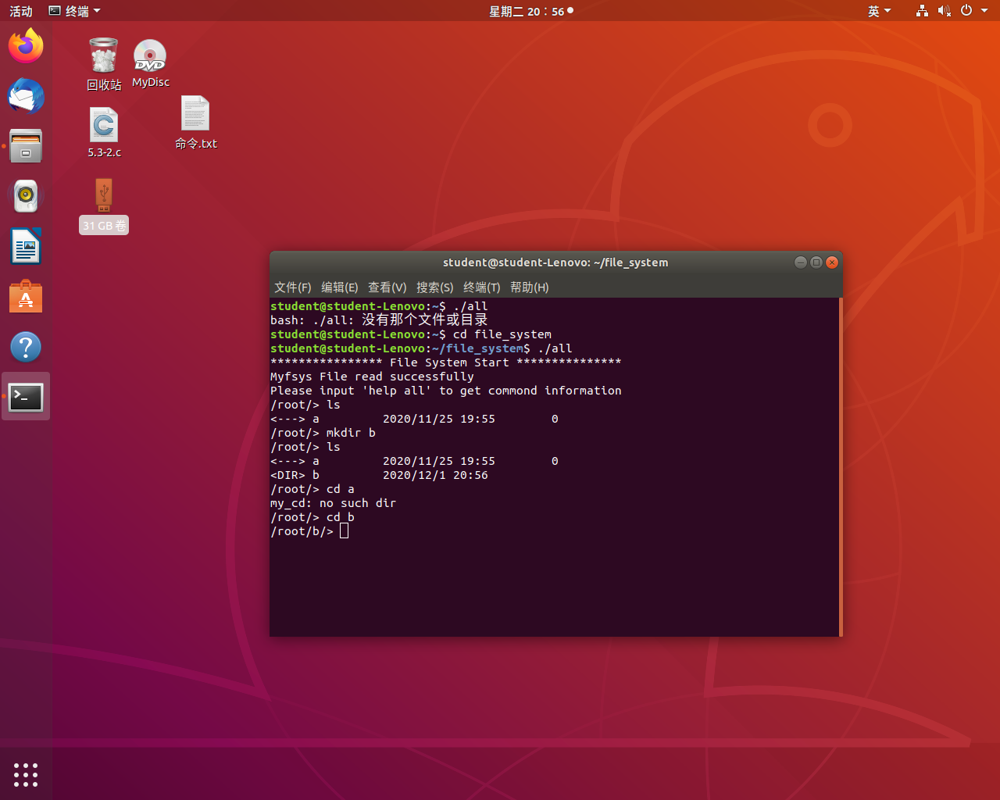 活动 终端 星期二 20:56 英
回收站 MyDisc
5.3-2.c 命令.txt
31 GB 卷
student@student-Lenovo: ~/file_system
文件(F) 编辑(E) 查看(V) 搜索(S) 终端(T) 帮助(H)
student@student-Lenovo:~$ ./all
bash: ./all: 没有那个文件或目录
student@student-Lenovo:~$ cd file_system
student@student-Lenovo:~/file_system$ ./all
**************** File System Start ***************
Myfsys File read successfully
Please input 'help all' to get commond information
/root/> ls
<---> a         2020/11/25 19:55        0
/root/> mkdir b
/root/> ls
<---> a         2020/11/25 19:55        0
<DIR> b         2020/12/1 20:56
/root/> cd a
my_cd: no such dir
/root/> cd b
/root/b/>